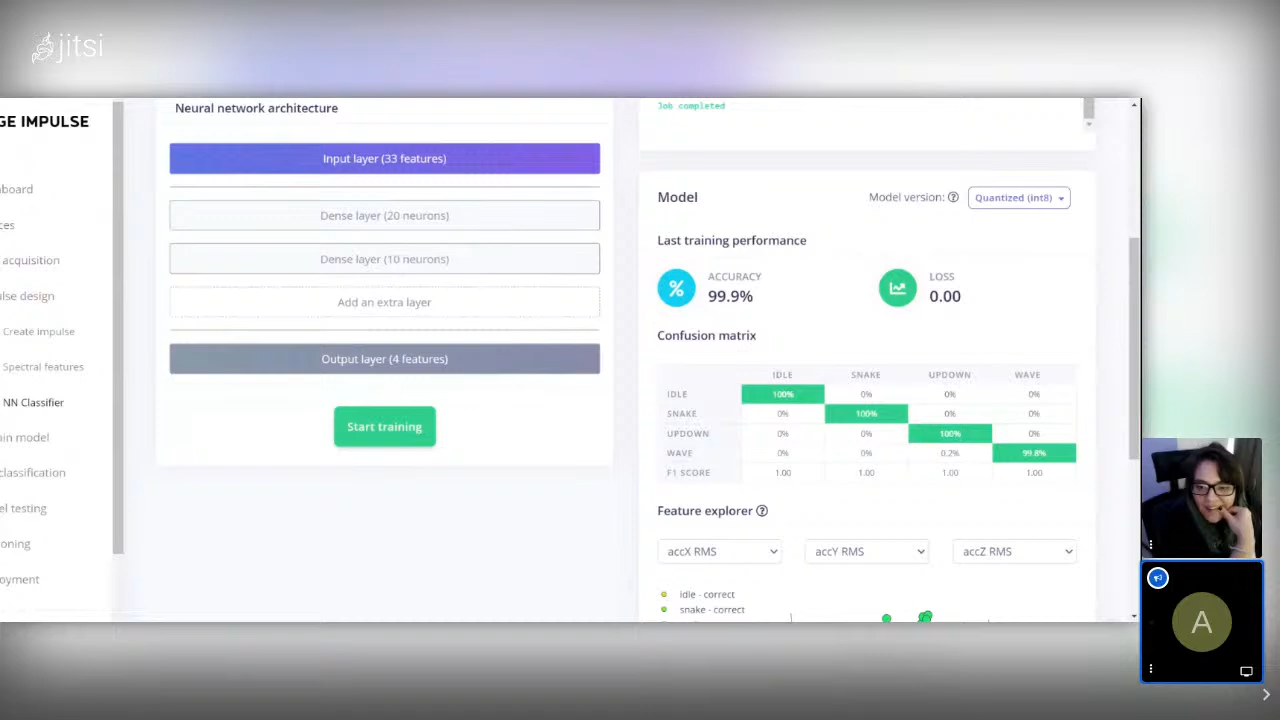 jitsi
GE IMPULSE
board
ces
acquisition
ulse design
Create impulse
Spectral features
NN Classifier
in model
classification
el testing
oning
oyment
Neural network architecture
Input layer (33 features)
Dense layer (20 neurons)
Dense layer (10 neurons)
Add an extra layer
Output layer (4 features)
Start training
Job completed
Model
Model version: ? Quantized (int8)
Last training performance
% ACCURACY 99.9%
LOSS 0.00
Confusion matrix
IDLE SNAKE UPDOWN WAVE
IDLE 100% 0% 0% 0%
SNAKE 0% 100% 0% 0%
UPDOWN 0% 0% 100% 0%
WAVE 0% 0% 0.2% 99.8%
F1 SCORE 1.00 1.00 1.00 1.00
Feature explorer ?
accX RMS accY RMS accZ RMS
idle - correct
snake - correct
A